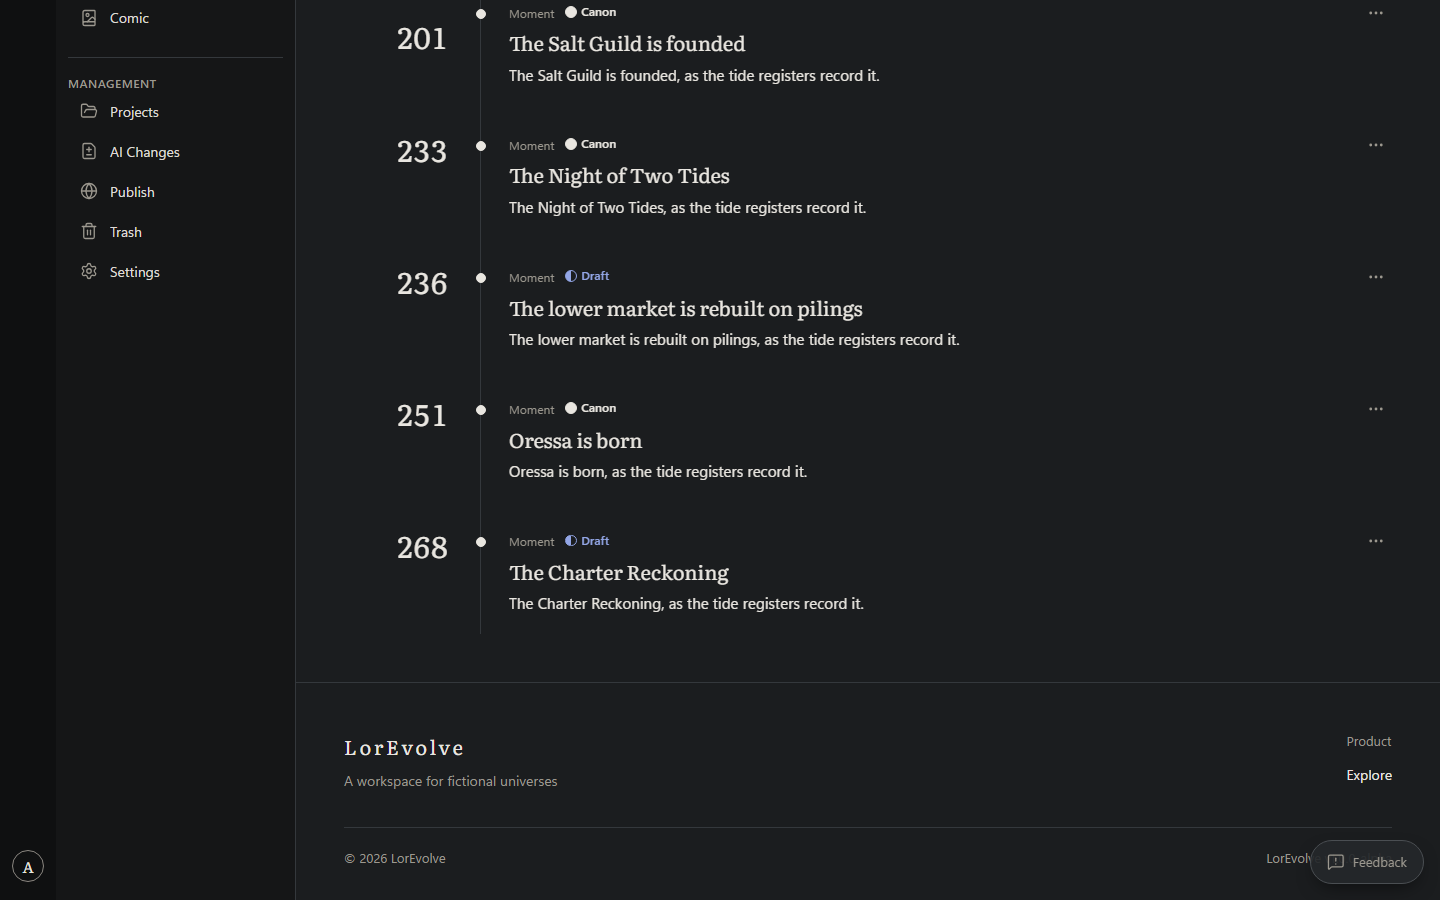 Comic
MANAGEMENT
Projects
AI Changes
Publish
Trash
Settings
A
201
Moment Canon
The Salt Guild is founded
The Salt Guild is founded, as the tide registers record it.
233
Moment Canon
The Night of Two Tides
The Night of Two Tides, as the tide registers record it.
236
Moment Draft
The lower market is rebuilt on pilings
The lower market is rebuilt on pilings, as the tide registers record it.
251
Moment Canon
Oressa is born
Oressa is born, as the tide registers record it.
268
Moment Draft
The Charter Reckoning
The Charter Reckoning, as the tide registers record it.
LorEvolve
A workspace for fictional universes
Product
Explore
© 2026 LorEvolve
Feedback